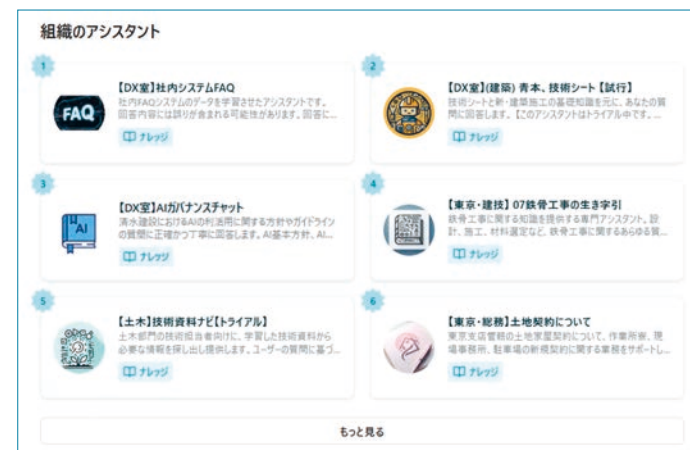 組織のアシスタント
1
FAQ
【DX室】社内システムFAQ
社内FAQシステムのデータを学習させたアシスタントです。
回答内容には誤りが含まれる可能性があります。回答に...
ナレッジ
2
【DX室】(建築) 青本、技術シート【試行】
技術シートと新・建築施工の基礎知識を元に、あなたの質
問に回答します。【このアシスタントはトライアル中です。...
ナレッジ
3
AI
【DX室】AIガバナンスチャット
清水建設におけるAIの利活用に関する方針やガイドライン
の質問に正確かつ丁寧に回答します。AI基本方針、AI...
ナレッジ
4
【東京・建技】07鉄骨工事の生き字引
鉄骨工事に関する知識を提供する専門アシスタント。設
計、施工、材料選定など、鉄骨工事に関するあらゆる質...
ナレッジ
5
【土木】技術資料ナビ【トライアル】
土木部門の技術担当者向けに、学習した技術資料から
必要な情報を探し出し提供します。ユーザーの質問に基づ...
ナレッジ
6
【東京・総務】土地契約について
東京支店管轄の土地家屋契約について、作業所寮、現
場事務所、駐車場の新規契約に関する業務をサポートし...
ナレッジ
もっと見る